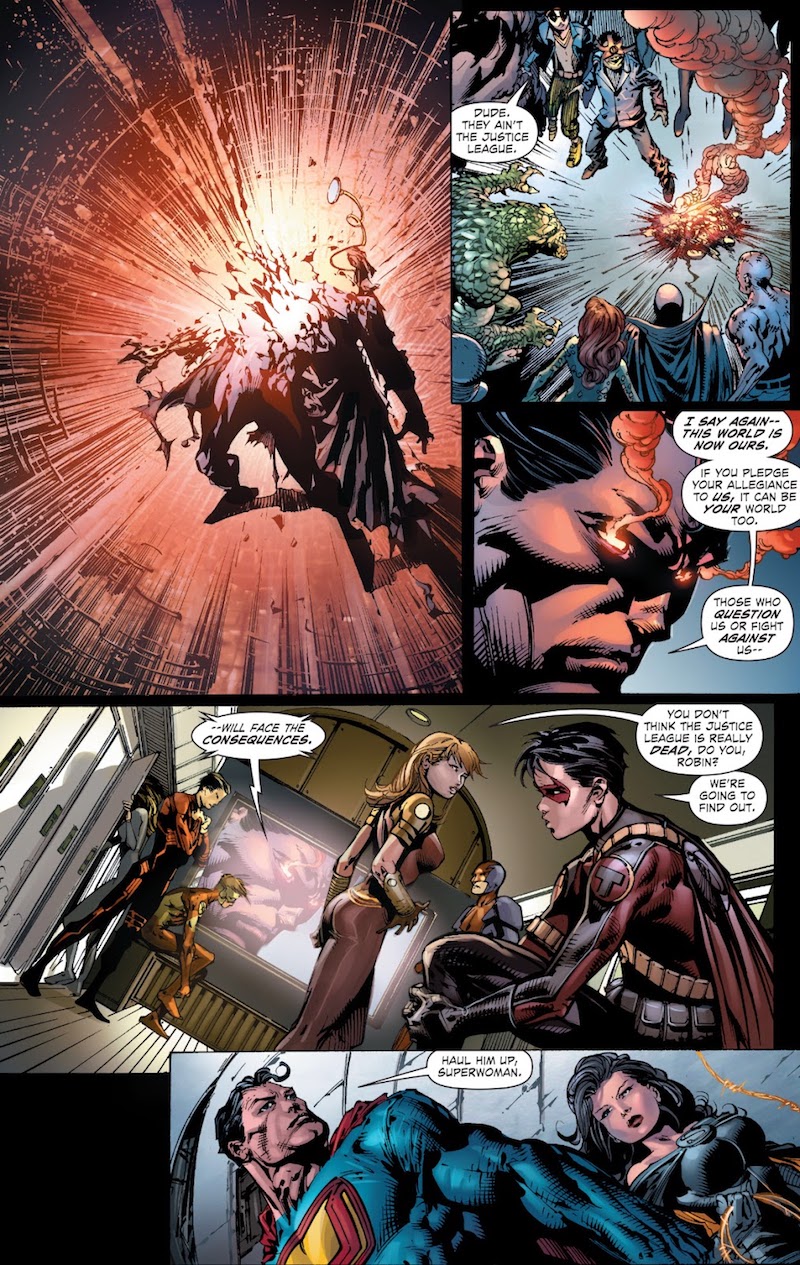 DUDE.
THEY AIN'T
THE JUSTICE
LEAGUE.
I SAY AGAIN--
THIS WORLD IS
NOW OURS.
IF YOU PLEDGE
YOUR ALLEGIANCE
TO US, IT CAN BE
YOUR WORLD
TOO.
THOSE WHO
QUESTION
US OR FIGHT
AGAINST
US--
--WILL FACE THE
CONSEQUENCES.
YOU DON'T
THINK THE JUSTICE
LEAGUE IS REALLY
DEAD, DO YOU,
ROBIN?
WE'RE
GOING TO
FIND OUT.
T
HAUL HIM UP,
SUPERWOMAN.